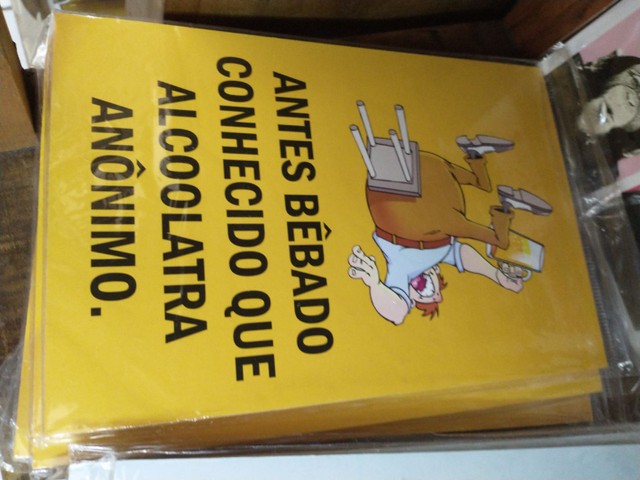 ANTES BÊBADO
CONHECIDO QUE
ALCOOLATRA
ANÔNIMO.